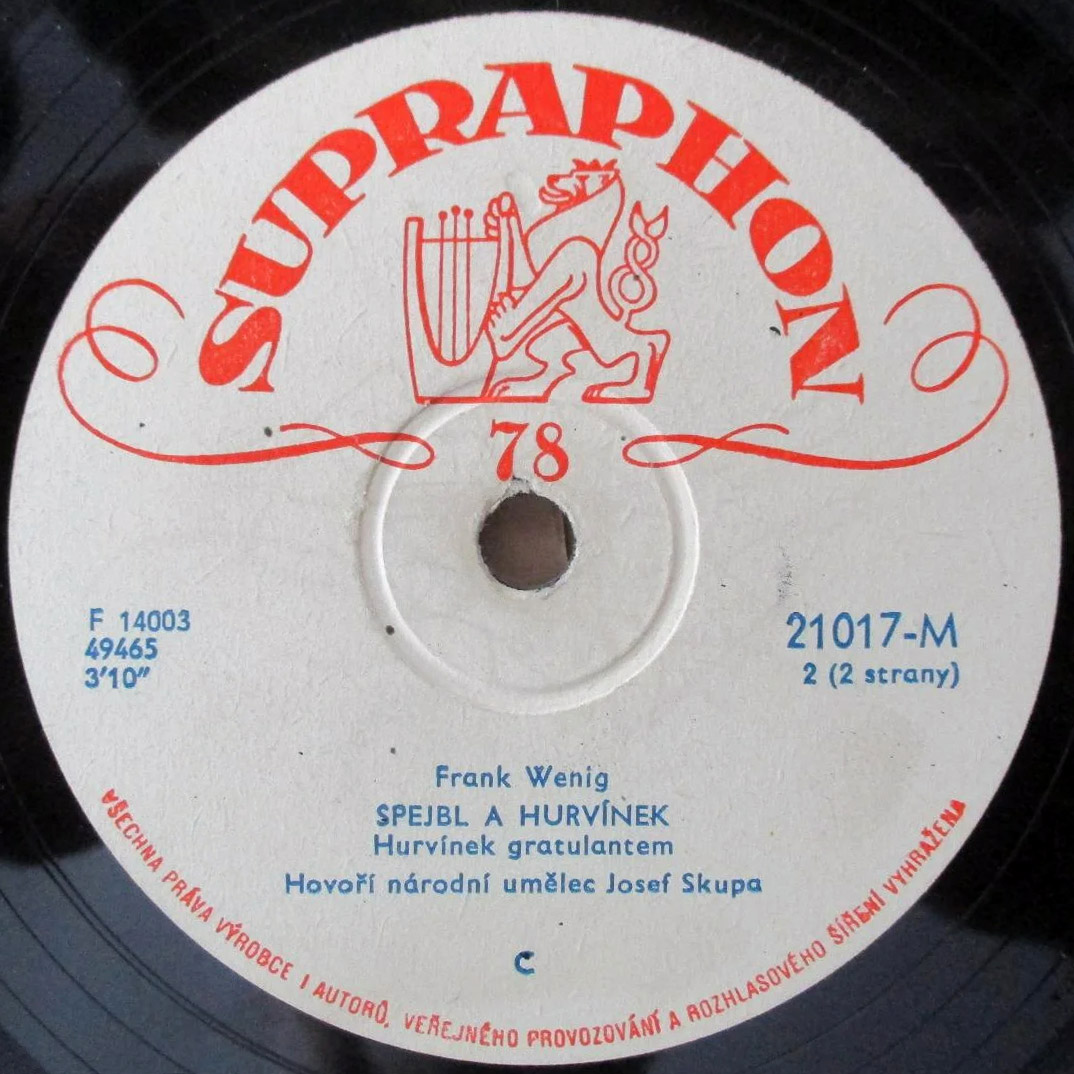 SUPRAPHON
78
F 14003
49465
3'10"
21017-M
2 (2 strany)
Frank Wenig
SPEJBL A HURVÍNEK
Hurvínek gratulantem
Hovoří národní umělec Josef Skupa
C
VŠECHNA PRÁVA VÝROBCE I AUTORŮ, VEŘEJNÉHO PROVOZOVÁNÍ A ROZHLASOVÉHO ŠÍŘENÍ VYHRAŽENA